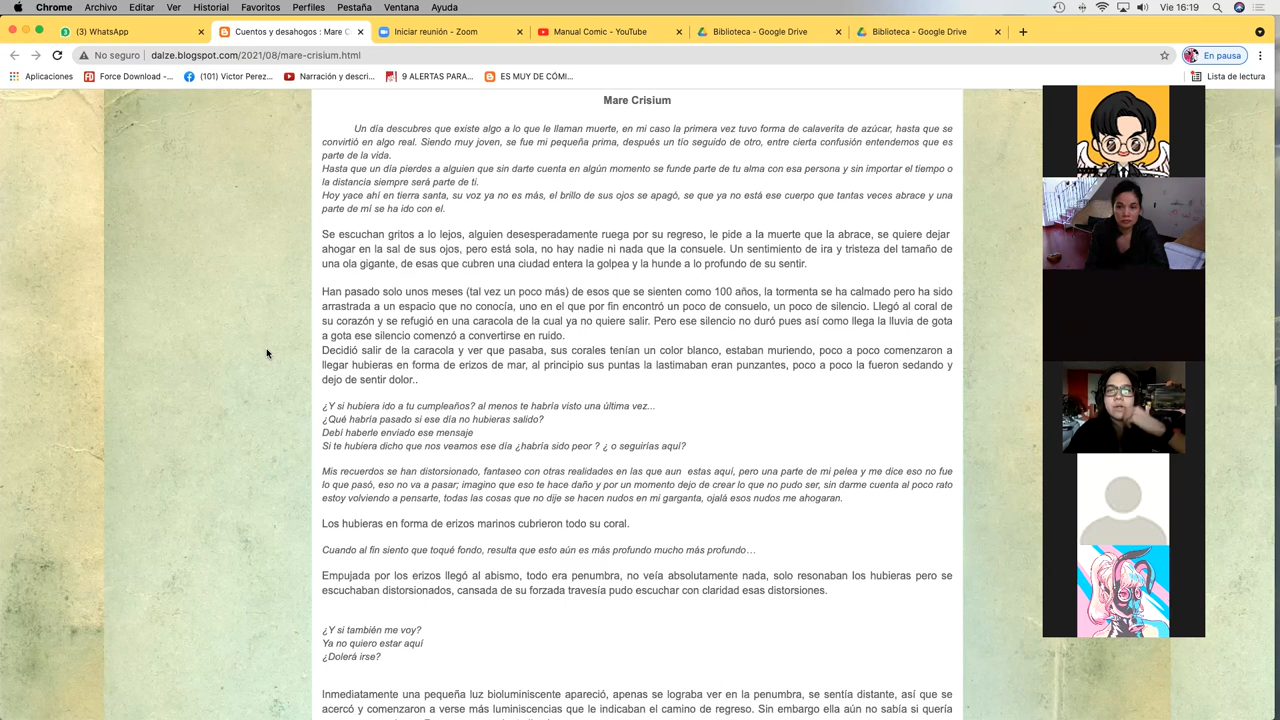 Chrome Archivo Editar Ver Historial Favoritos Perfiles Pestaña Ventana Ayuda Vie 16:19
(3) WhatsApp
Cuentos y desahogos : Mare C
Iniciar reunión - Zoom
Manual Comic - YouTube
Biblioteca - Google Drive
Biblioteca - Google Drive
No seguro dalze.blogspot.com/2021/08/mare-crisium.html En pausa
Aplicaciones Force Download -... (101) Victor Perez... Narración y descri... 9 ALERTAS PARA... ES MUY DE CÓMI... Lista de lectura
Mare Crisium
Un día descubres que existe algo a lo que le llaman muerte, en mi caso la primera vez tuvo forma de calaverita de azúcar, hasta que se
convirtió en algo real. Siendo muy joven, se fue mi pequeña prima, después un tío seguido de otro, entre cierta confusión entendemos que es
parte de la vida.
Hasta que un día pierdes a alguien que sin darte cuenta en algún momento se funde parte de tu alma con esa persona y sin importar el tiempo o
la distancia siempre será parte de ti.
Hoy yace ahí en tierra santa, su voz ya no es más, el brillo de sus ojos se apagó, se que ya no está ese cuerpo que tantas veces abrace y una
parte de mí se ha ido con el.
Se escuchan gritos a lo lejos, alguien desesperadamente ruega por su regreso, le pide a la muerte que la abrace, se quiere dejar
ahogar en la sal de sus ojos, pero está sola, no hay nadie ni nada que la consuele. Un sentimiento de ira y tristeza del tamaño de
una ola gigante, de esas que cubren una ciudad entera la golpea y la hunde a lo profundo de su sentir.
Han pasado solo unos meses (tal vez un poco más) de esos que se sienten como 100 años, la tormenta se ha calmado pero ha sido
arrastrada a un espacio que no conocía, uno en el que por fin encontró un poco de consuelo, un poco de silencio. Llegó al coral de
su corazón y se refugió en una caracola de la cual ya no quiere salir. Pero ese silencio no duró pues así como llega la lluvia de gota
a gota ese silencio comenzó a convertirse en ruido.
Decidió salir de la caracola y ver que pasaba, sus corales tenían un color blanco, estaban muriendo, poco a poco comenzaron a
llegar hubieras en forma de erizos de mar, al principio sus puntas la lastimaban eran punzantes, poco a poco la fueron sedando y
dejo de sentir dolor..
¿Y si hubiera ido a tu cumpleaños? al menos te habría visto una última vez...
¿Qué habría pasado si ese día no hubieras salido?
Debí haberle enviado ese mensaje
Si te hubiera dicho que nos veamos ese día ¿habría sido peor ? ¿ o seguirías aquí?
Mis recuerdos se han distorsionado, fantaseo con otras realidades en las que aun estas aquí, pero una parte de mi pelea y me dice eso no fue
lo que pasó, eso no va a pasar; imagino que eso te hace daño y por un momento dejo de crear lo que no pudo ser, sin darme cuenta al poco rato
estoy volviendo a pensarte, todas las cosas que no dije se hacen nudos en mi garganta, ojalá esos nudos me ahogaran.
Los hubieras en forma de erizos marinos cubrieron todo su coral.
Cuando al fin siento que toqué fondo, resulta que esto aún es más profundo mucho más profundo…
Empujada por los erizos llegó al abismo, todo era penumbra, no veía absolutamente nada, solo resonaban los hubieras pero se
escuchaban distorsionados, cansada de su forzada travesía pudo escuchar con claridad esas distorsiones.
¿Y si también me voy?
Ya no quiero estar aquí
¿Dolerá irse?
Inmediatamente una pequeña luz bioluminiscente apareció, apenas se lograba ver en la penumbra, se sentía distante, así que se
acercó y comenzaron a verse más luminiscencias que le indicaban el camino de regreso. Sin embargo ella aún no sabía si quería